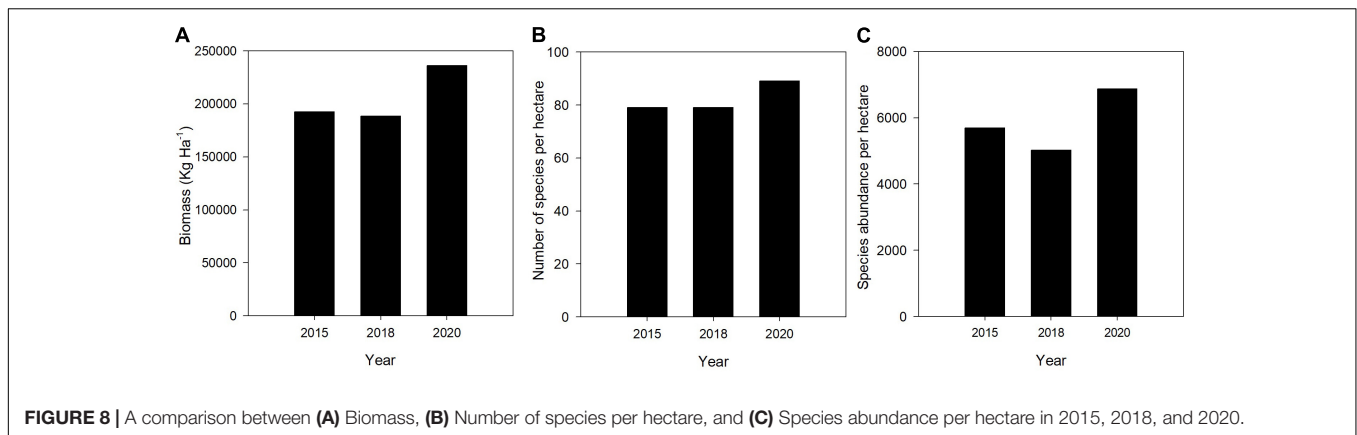 A
250000
200000
150000
100000
50000
0
Biomass (Kg Ha-1)
2015 2018 2020
Year
B
100
80
60
40
20
0
Number of species per hectare
2015 2018 2020
Year
C
8000
6000
4000
2000
0
Species abundance per hectare
2015 2018 2020
Year
FIGURE 8 | A comparison between (A) Biomass, (B) Number of species per hectare, and (C) Species abundance per hectare in 2015, 2018, and 2020.